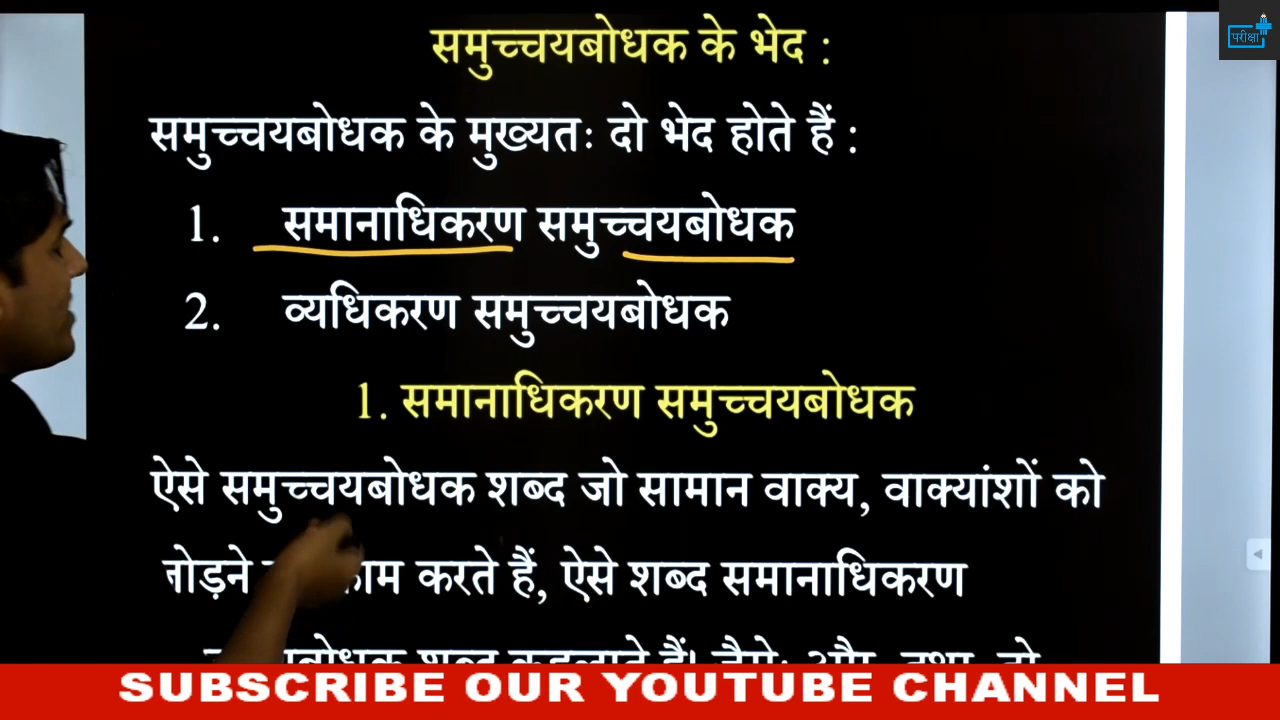 परीक्षा
समुच्चयबोधक के भेद :
समुच्चयबोधक के मुख्यतः दो भेद होते हैं :
1. समानाधिकरण समुच्चयबोधक
2. व्यधिकरण समुच्चयबोधक
1. समानाधिकरण समुच्चयबोधक
ऐसे समुच्चयबोधक शब्द जो सामान वाक्य, वाक्यांशों को
करते हैं, ऐसे शब्द समानाधिकरण
शब्द कहलाते हैं।
SUBSCRIBE OUR YOUTUBE CHANNEL